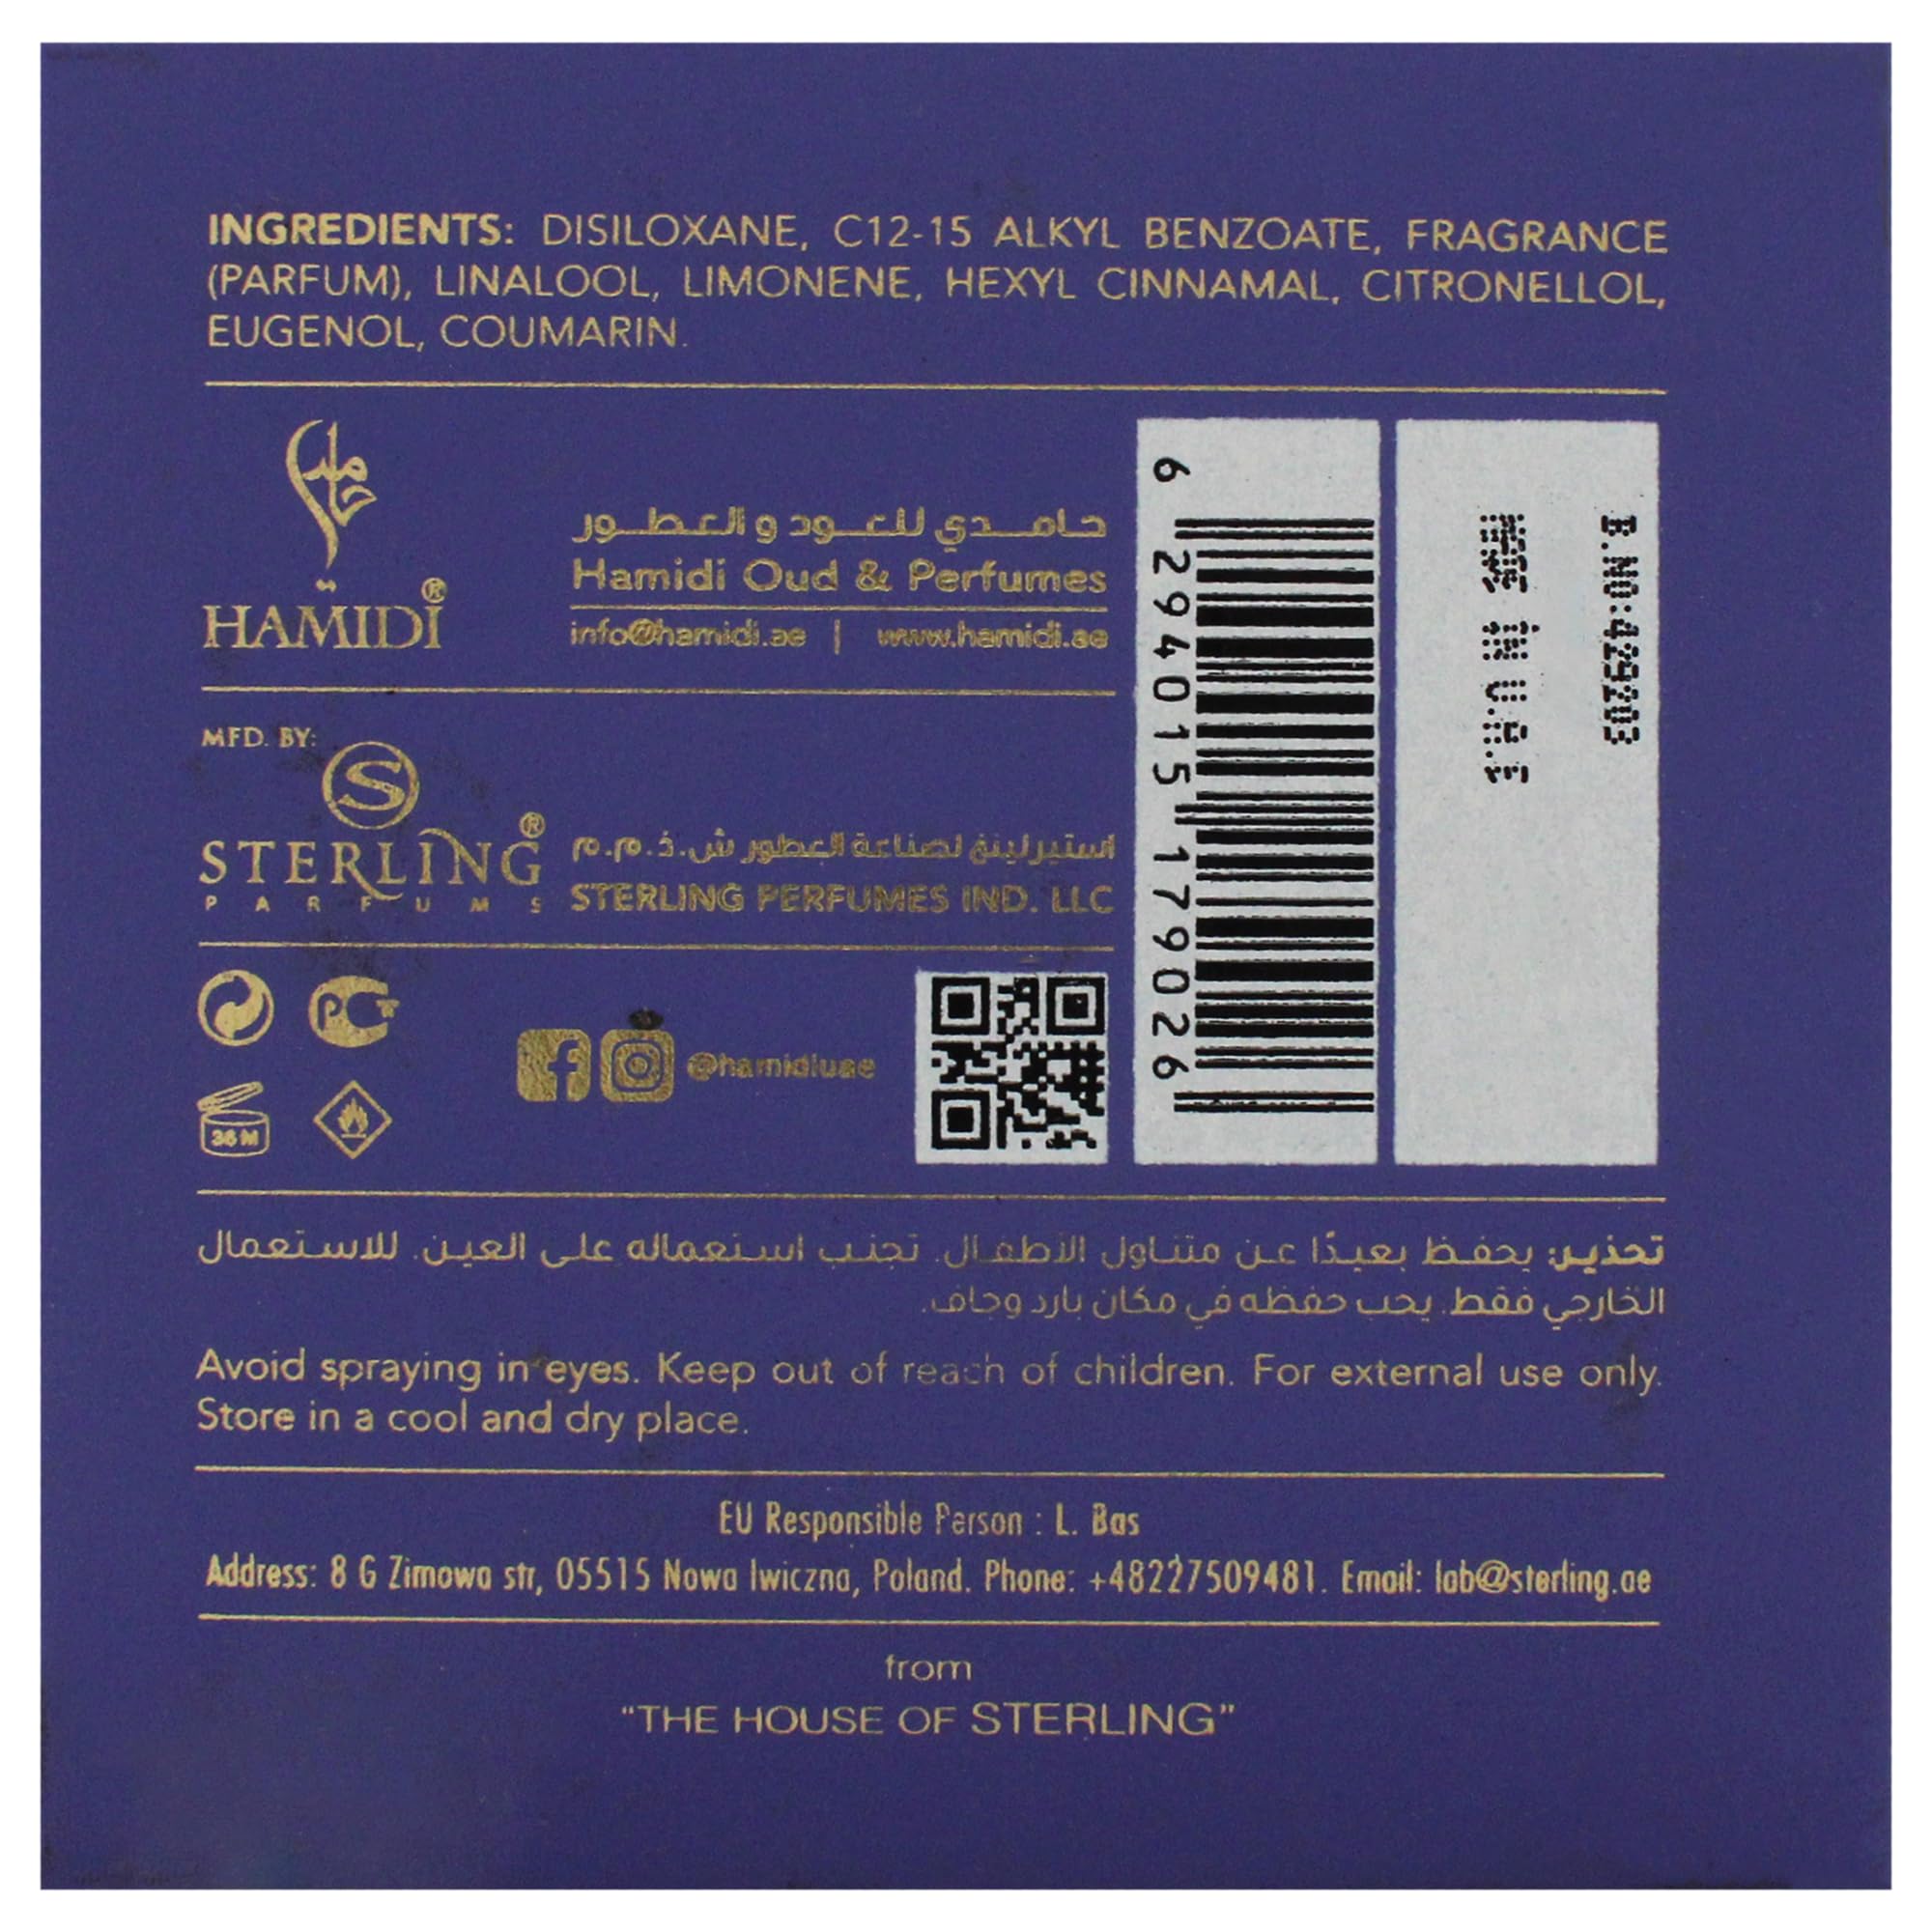 INGREDIENTS: DISILOXANE, C12-15 ALKYL BENZOATE, FRAGRANCE
(PARFUM), LINALOOL, LIMONENE, HEXYL CINNAMAL, CITRONELLOL,
EUGENOL, COUMARIN.
حامدي
HAMIDI®
حامـــدي للعــود و العـطــور
Hamidi Oud & Perfumes
info@hamidi.ae | www.hamidi.ae
6 294015 179026
B.NO:429203
MADE IN U.A.E
MFD. BY:
S
STERLING®
PARFUMS
استيرلينغ لصناعة العطور ش.ذ.م.م
STERLING PERFUMES IND. LLC
36 M
@hamidiuae
تحذير: يحفظ بعيدًا عن متناول الأطفال. تجنب استعماله على العين. للاستعمال
الخارجي فقط. يجب حفظه في مكان بارد وجاف.
Avoid spraying in eyes. Keep out of reach of children. For external use only.
Store in a cool and dry place.
EU Responsible Person : L. Bas
Address: 8 G Zimowa str, 05515 Nowa Iwiczna, Poland. Phone: +48227509481. Email: lab@sterling.ae
from
"THE HOUSE OF STERLING"